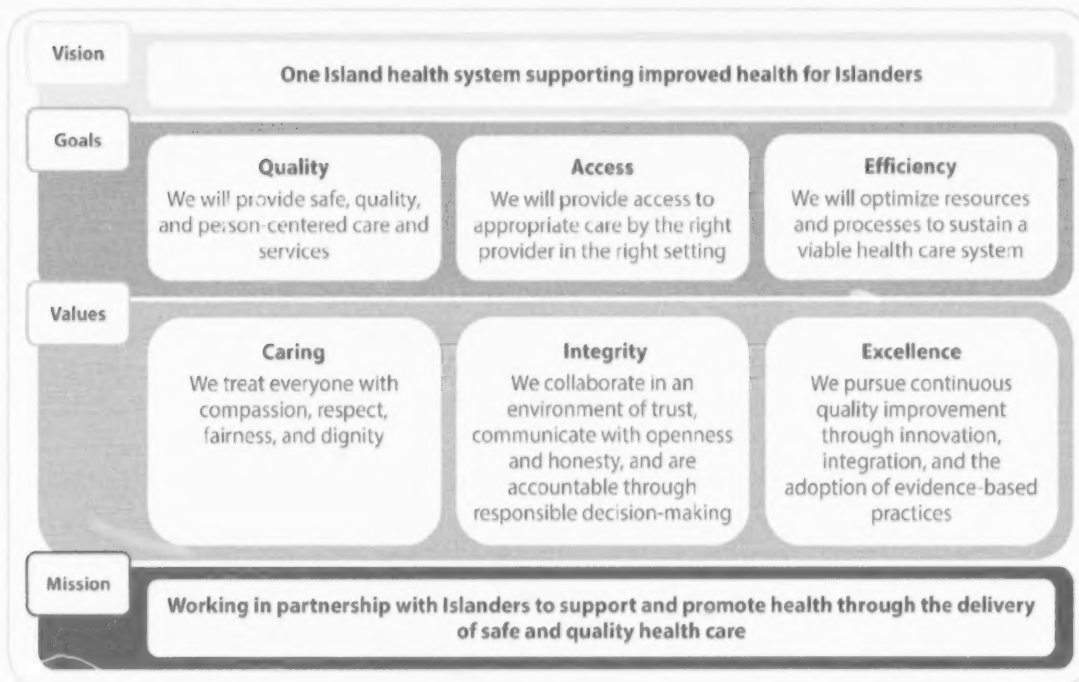 Vision
One Island health system supporting improved health for Islanders
Goals
Quality
We will provide safe, quality,
and person-centered care and
services
Access
We will provide access to
appropriate care by the right
provider in the right setting
Efficiency
We will optimize resources
and processes to sustain a
viable health care system
Values
Caring
We treat everyone with
compassion, respect,
fairness, and dignity
Integrity
We collaborate in an
environment of trust,
communicate with openness
and honesty, and are
accountable through
responsible decision-making
Excellence
We pursue continuous
quality improvement
through innovation,
integration, and the
adoption of evidence-based
practices
Mission
Working in partnership with Islanders to support and promote health through the delivery
of safe and quality health care